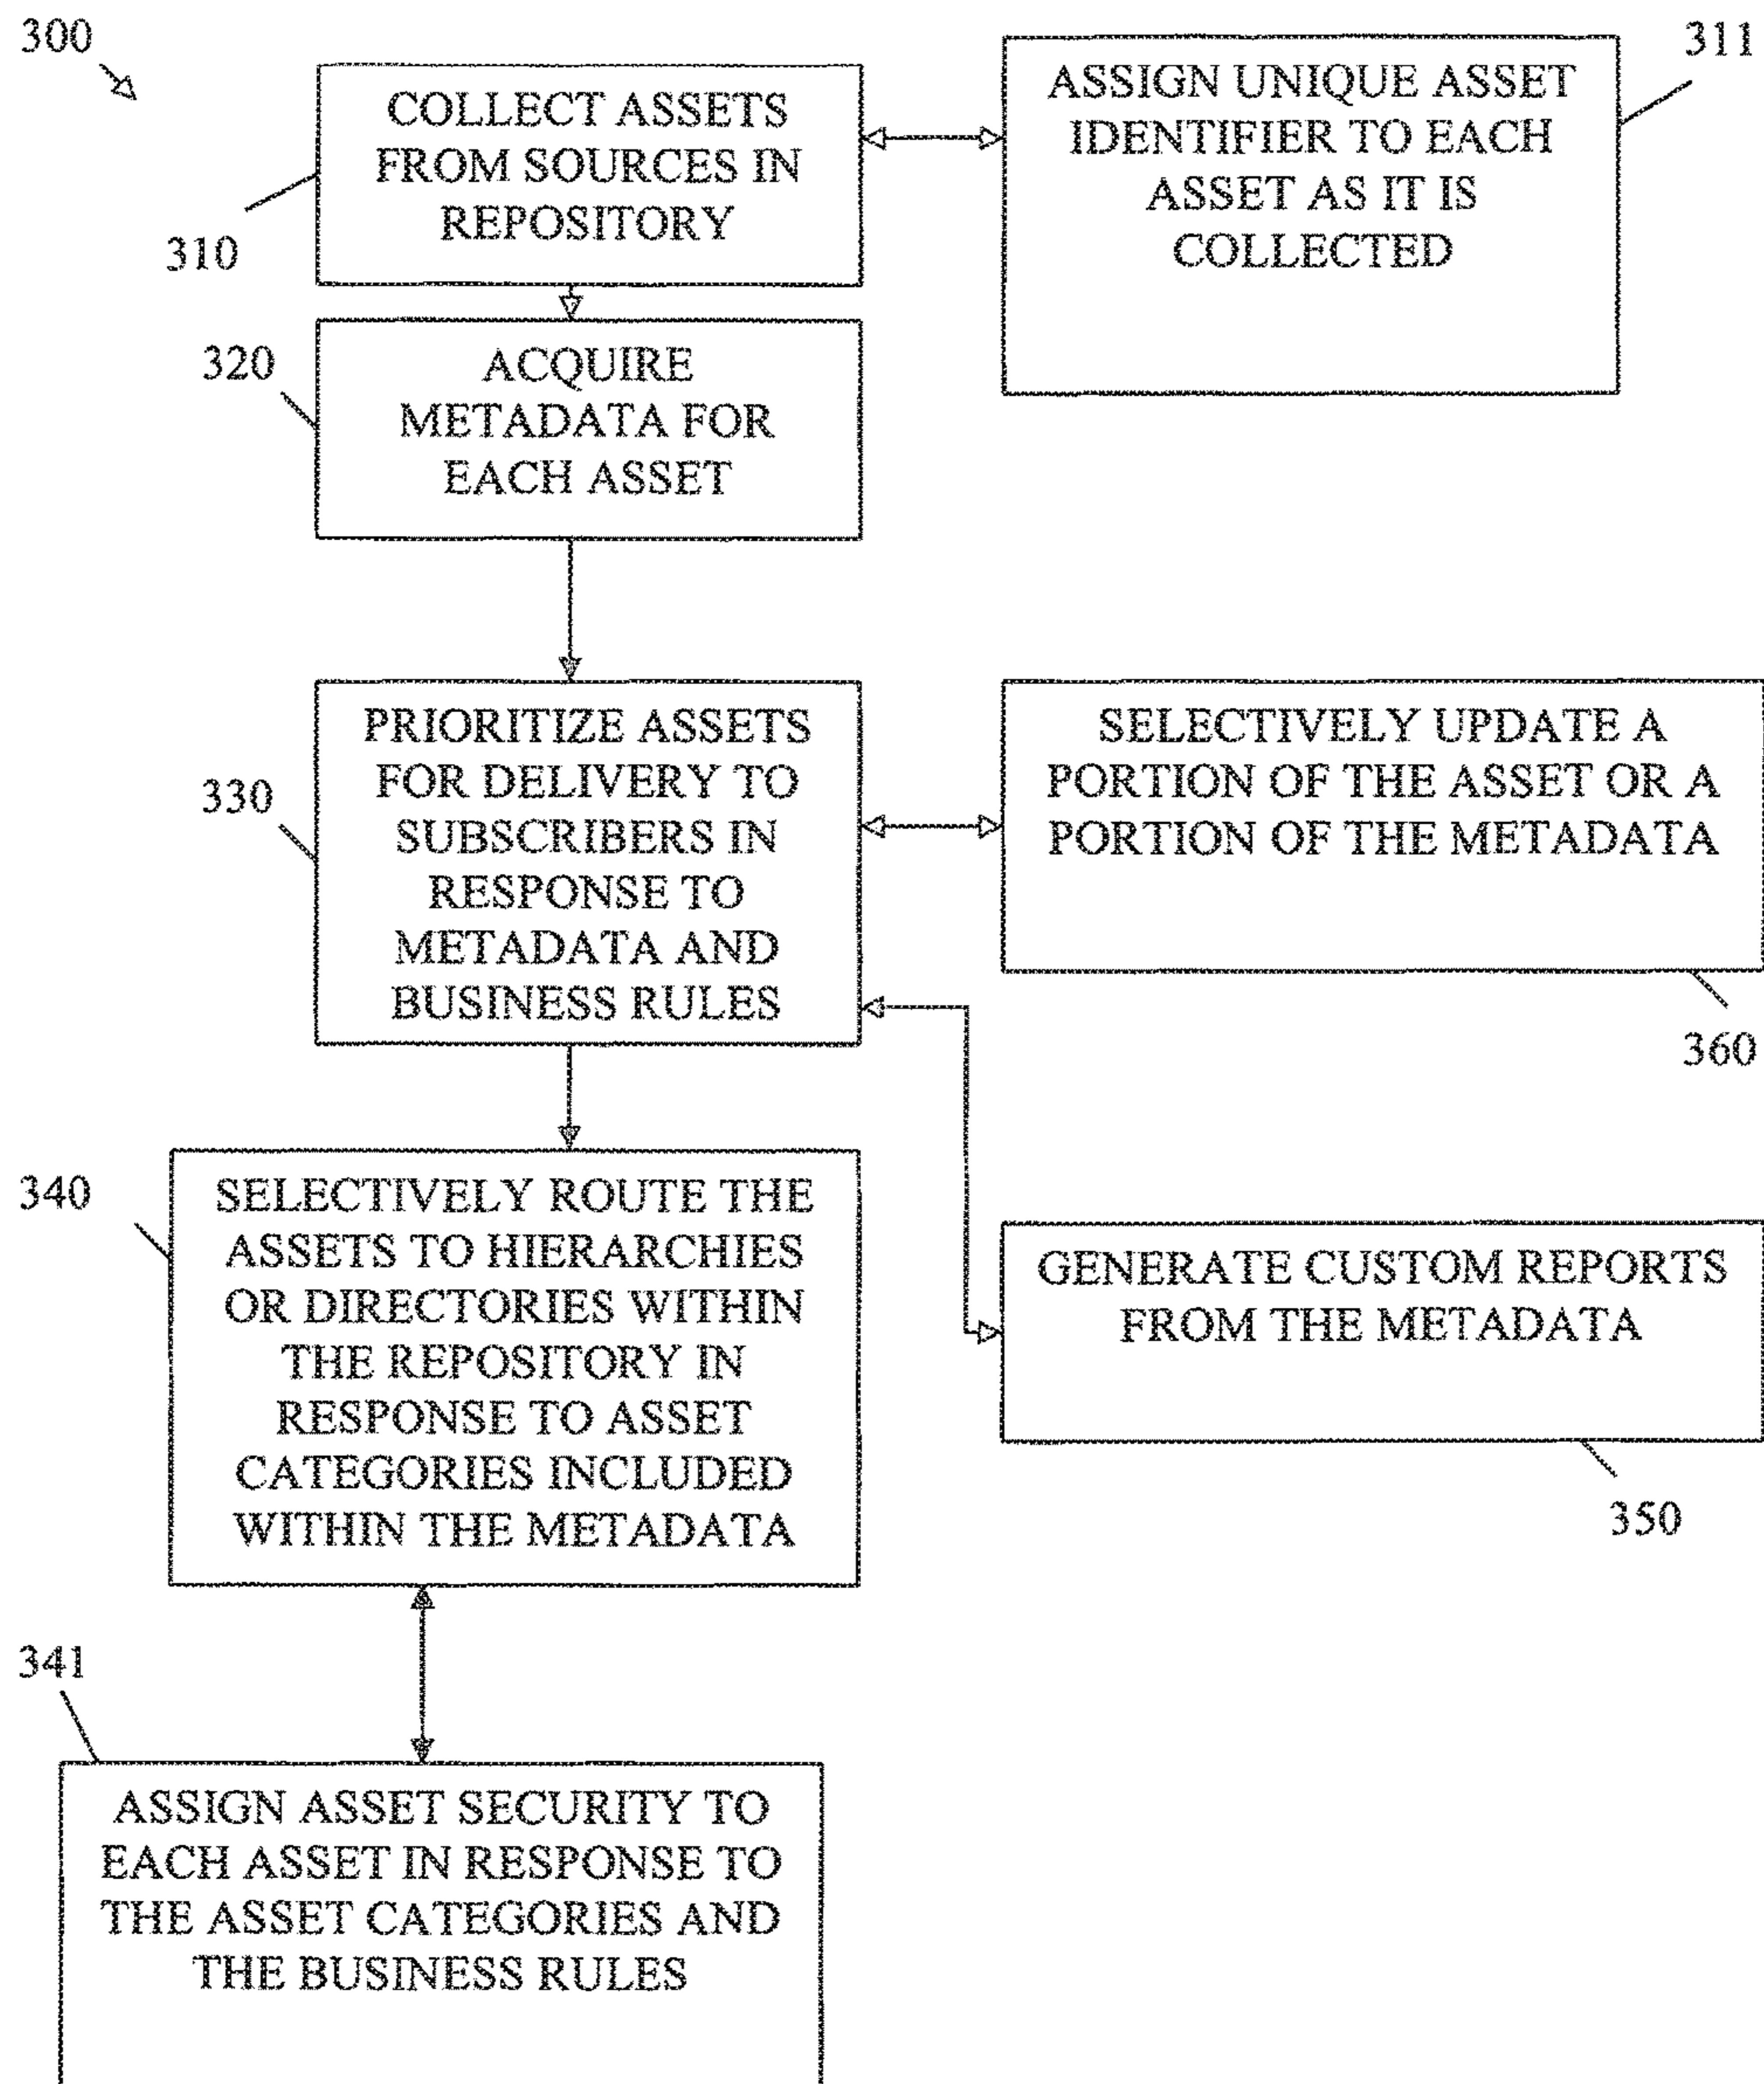 300
COLLECT ASSETS
FROM SOURCES IN
REPOSITORY
310
ASSIGN UNIQUE ASSET
IDENTIFIER TO EACH
ASSET AS IT IS
COLLECTED
311
320
ACQUIRE
METADATA FOR
EACH ASSET
330
PRIORITIZE ASSETS
FOR DELIVERY TO
SUBSCRIBERS IN
RESPONSE TO
METADATA AND
BUSINESS RULES
SELECTIVELY UPDATE A
PORTION OF THE ASSET OR A
PORTION OF THE METADATA
360
340
SELECTIVELY ROUTE THE
ASSETS TO HIERARCHIES
OR DIRECTORIES WITHIN
THE REPOSITORY IN
RESPONSE TO ASSET
CATEGORIES INCLUDED
WITHIN THE METADATA
GENERATE CUSTOM REPORTS
FROM THE METADATA
350
341
ASSIGN ASSET SECURITY TO
EACH ASSET IN RESPONSE TO
THE ASSET CATEGORIES AND
THE BUSINESS RULES